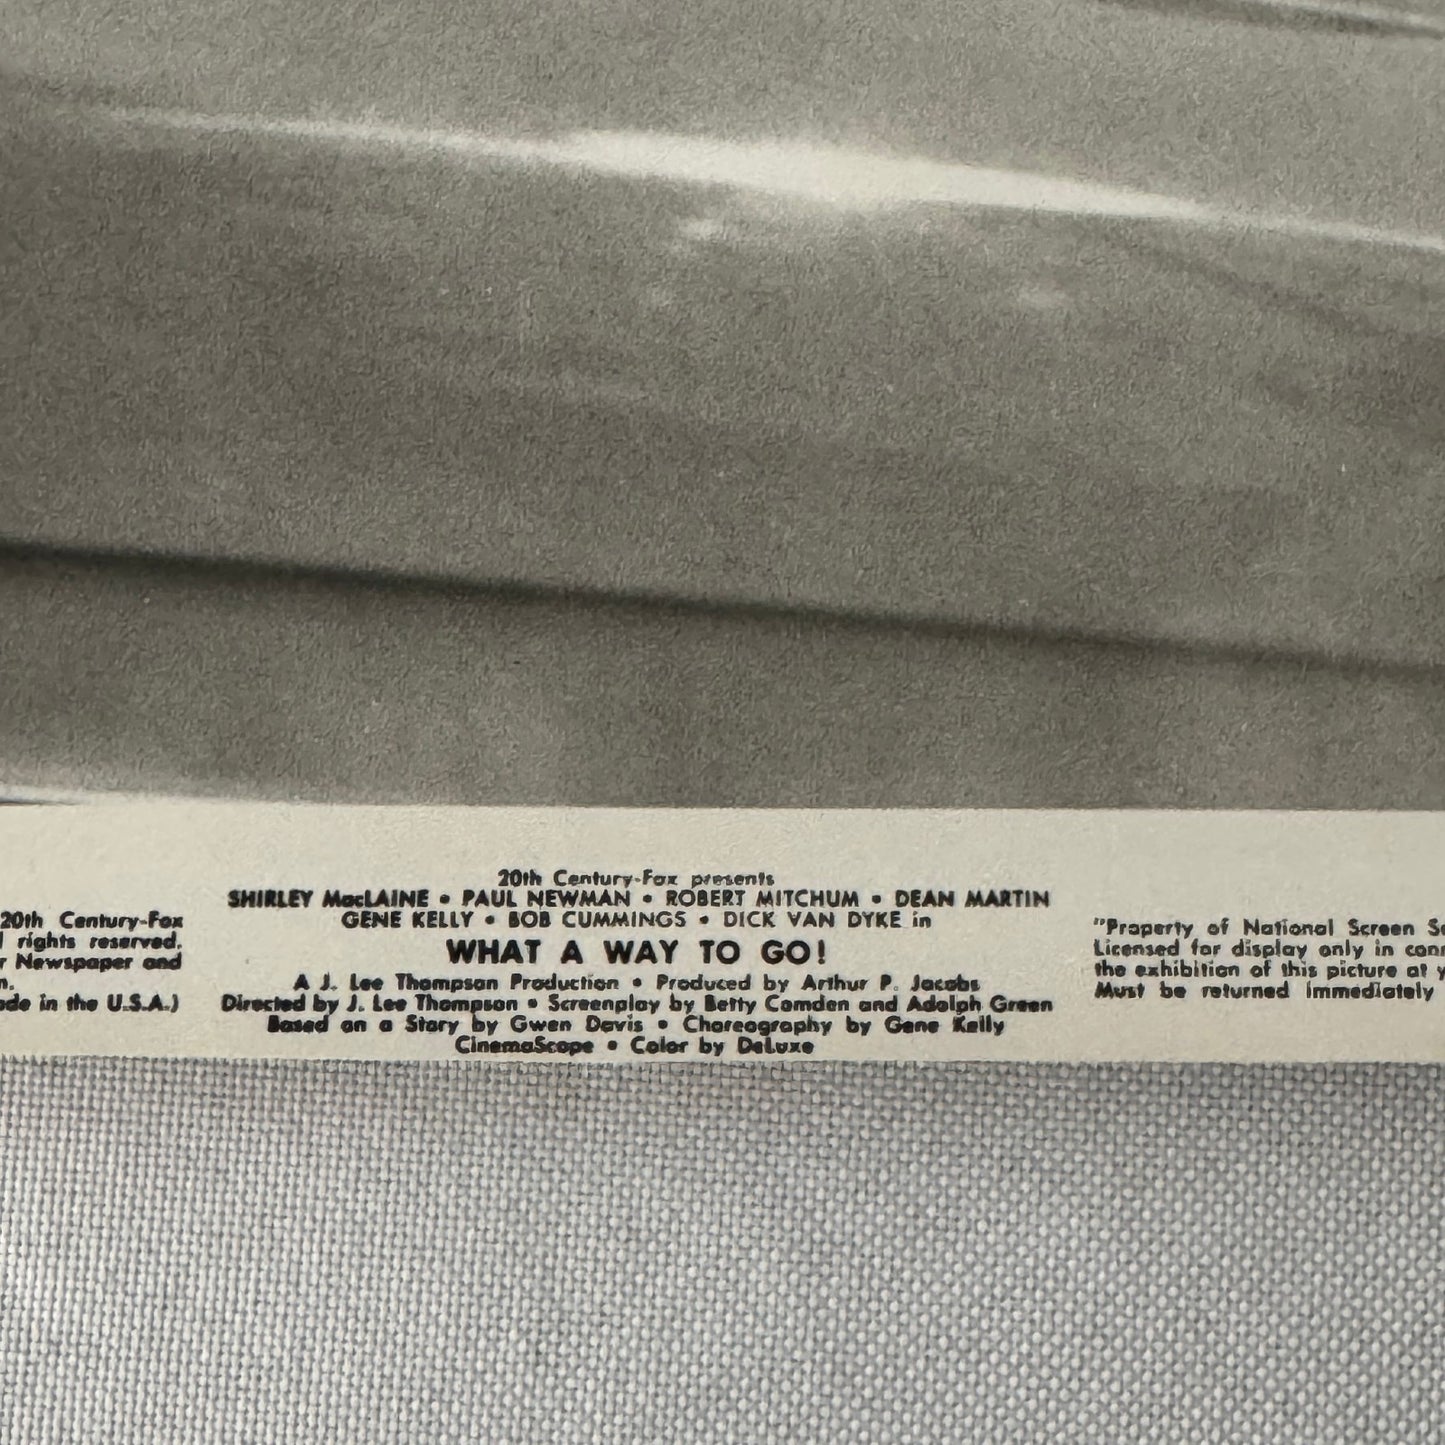 20th Century-Fox
rights reserved.
Newspaper and
in the U.S.A.)
20th Century-Fox presents
SHIRLEY MacLAINE • PAUL NEWMAN • ROBERT MITCHUM • DEAN MARTIN
GENE KELLY • BOB CUMMINGS • DICK VAN DYKE in
WHAT A WAY TO GO!
A J. Lee Thompson Production • Produced by Arthur P. Jacobs
Directed by J. Lee Thompson • Screenplay by Betty Comden and Adolph Green
Based on a Story by Gwen Davis • Choreography by Gene Kelly
CinemaScope • Color by DeLuxe
"Property of National Screen
Licensed for display only in
the exhibition of this picture at
Must be returned immediately